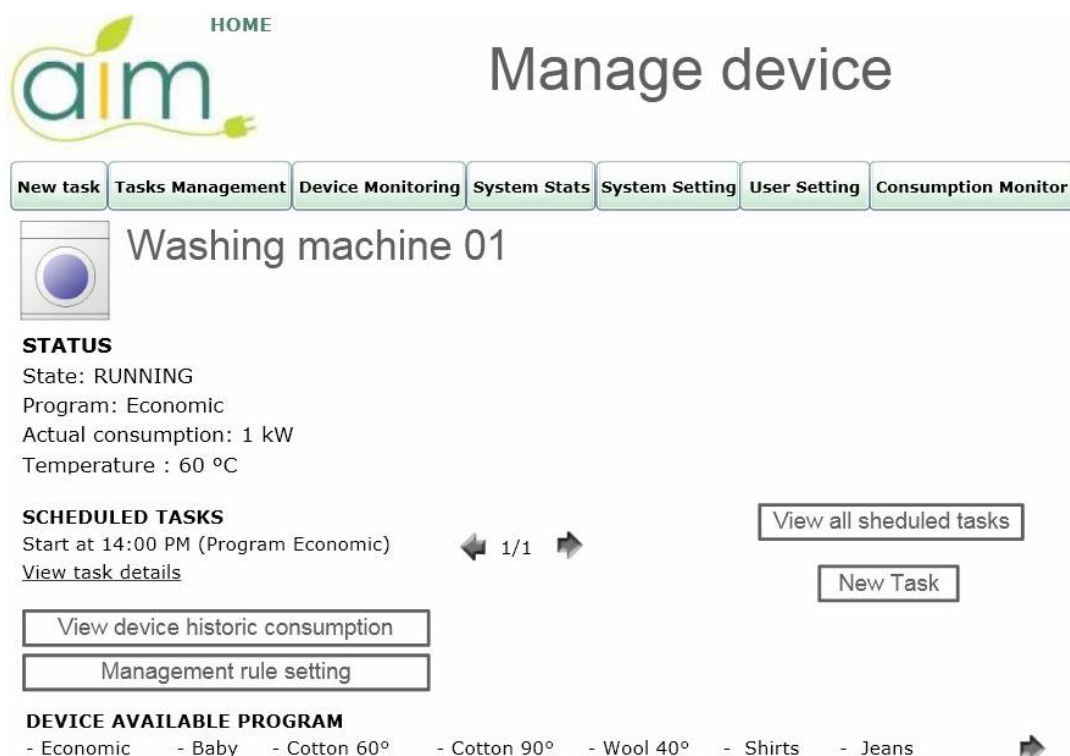 HOME
aim
Manage device
New task Tasks Management Device Monitoring System Stats System Setting User Setting Consumption Monitor
Washing machine 01
STATUS
State: RUNNING
Program: Economic
Actual consumption: 1 kW
Temperature : 60 ºC
SCHEDULED TASKS
Start at 14:00 PM (Program Economic) 1/1
View task details
View all sheduled tasks
New Task
View device historic consumption
Management rule setting
DEVICE AVAILABLE PROGRAM
- Economic - Baby - Cotton 60º - Cotton 90º - Wool 40º - Shirts - Jeans